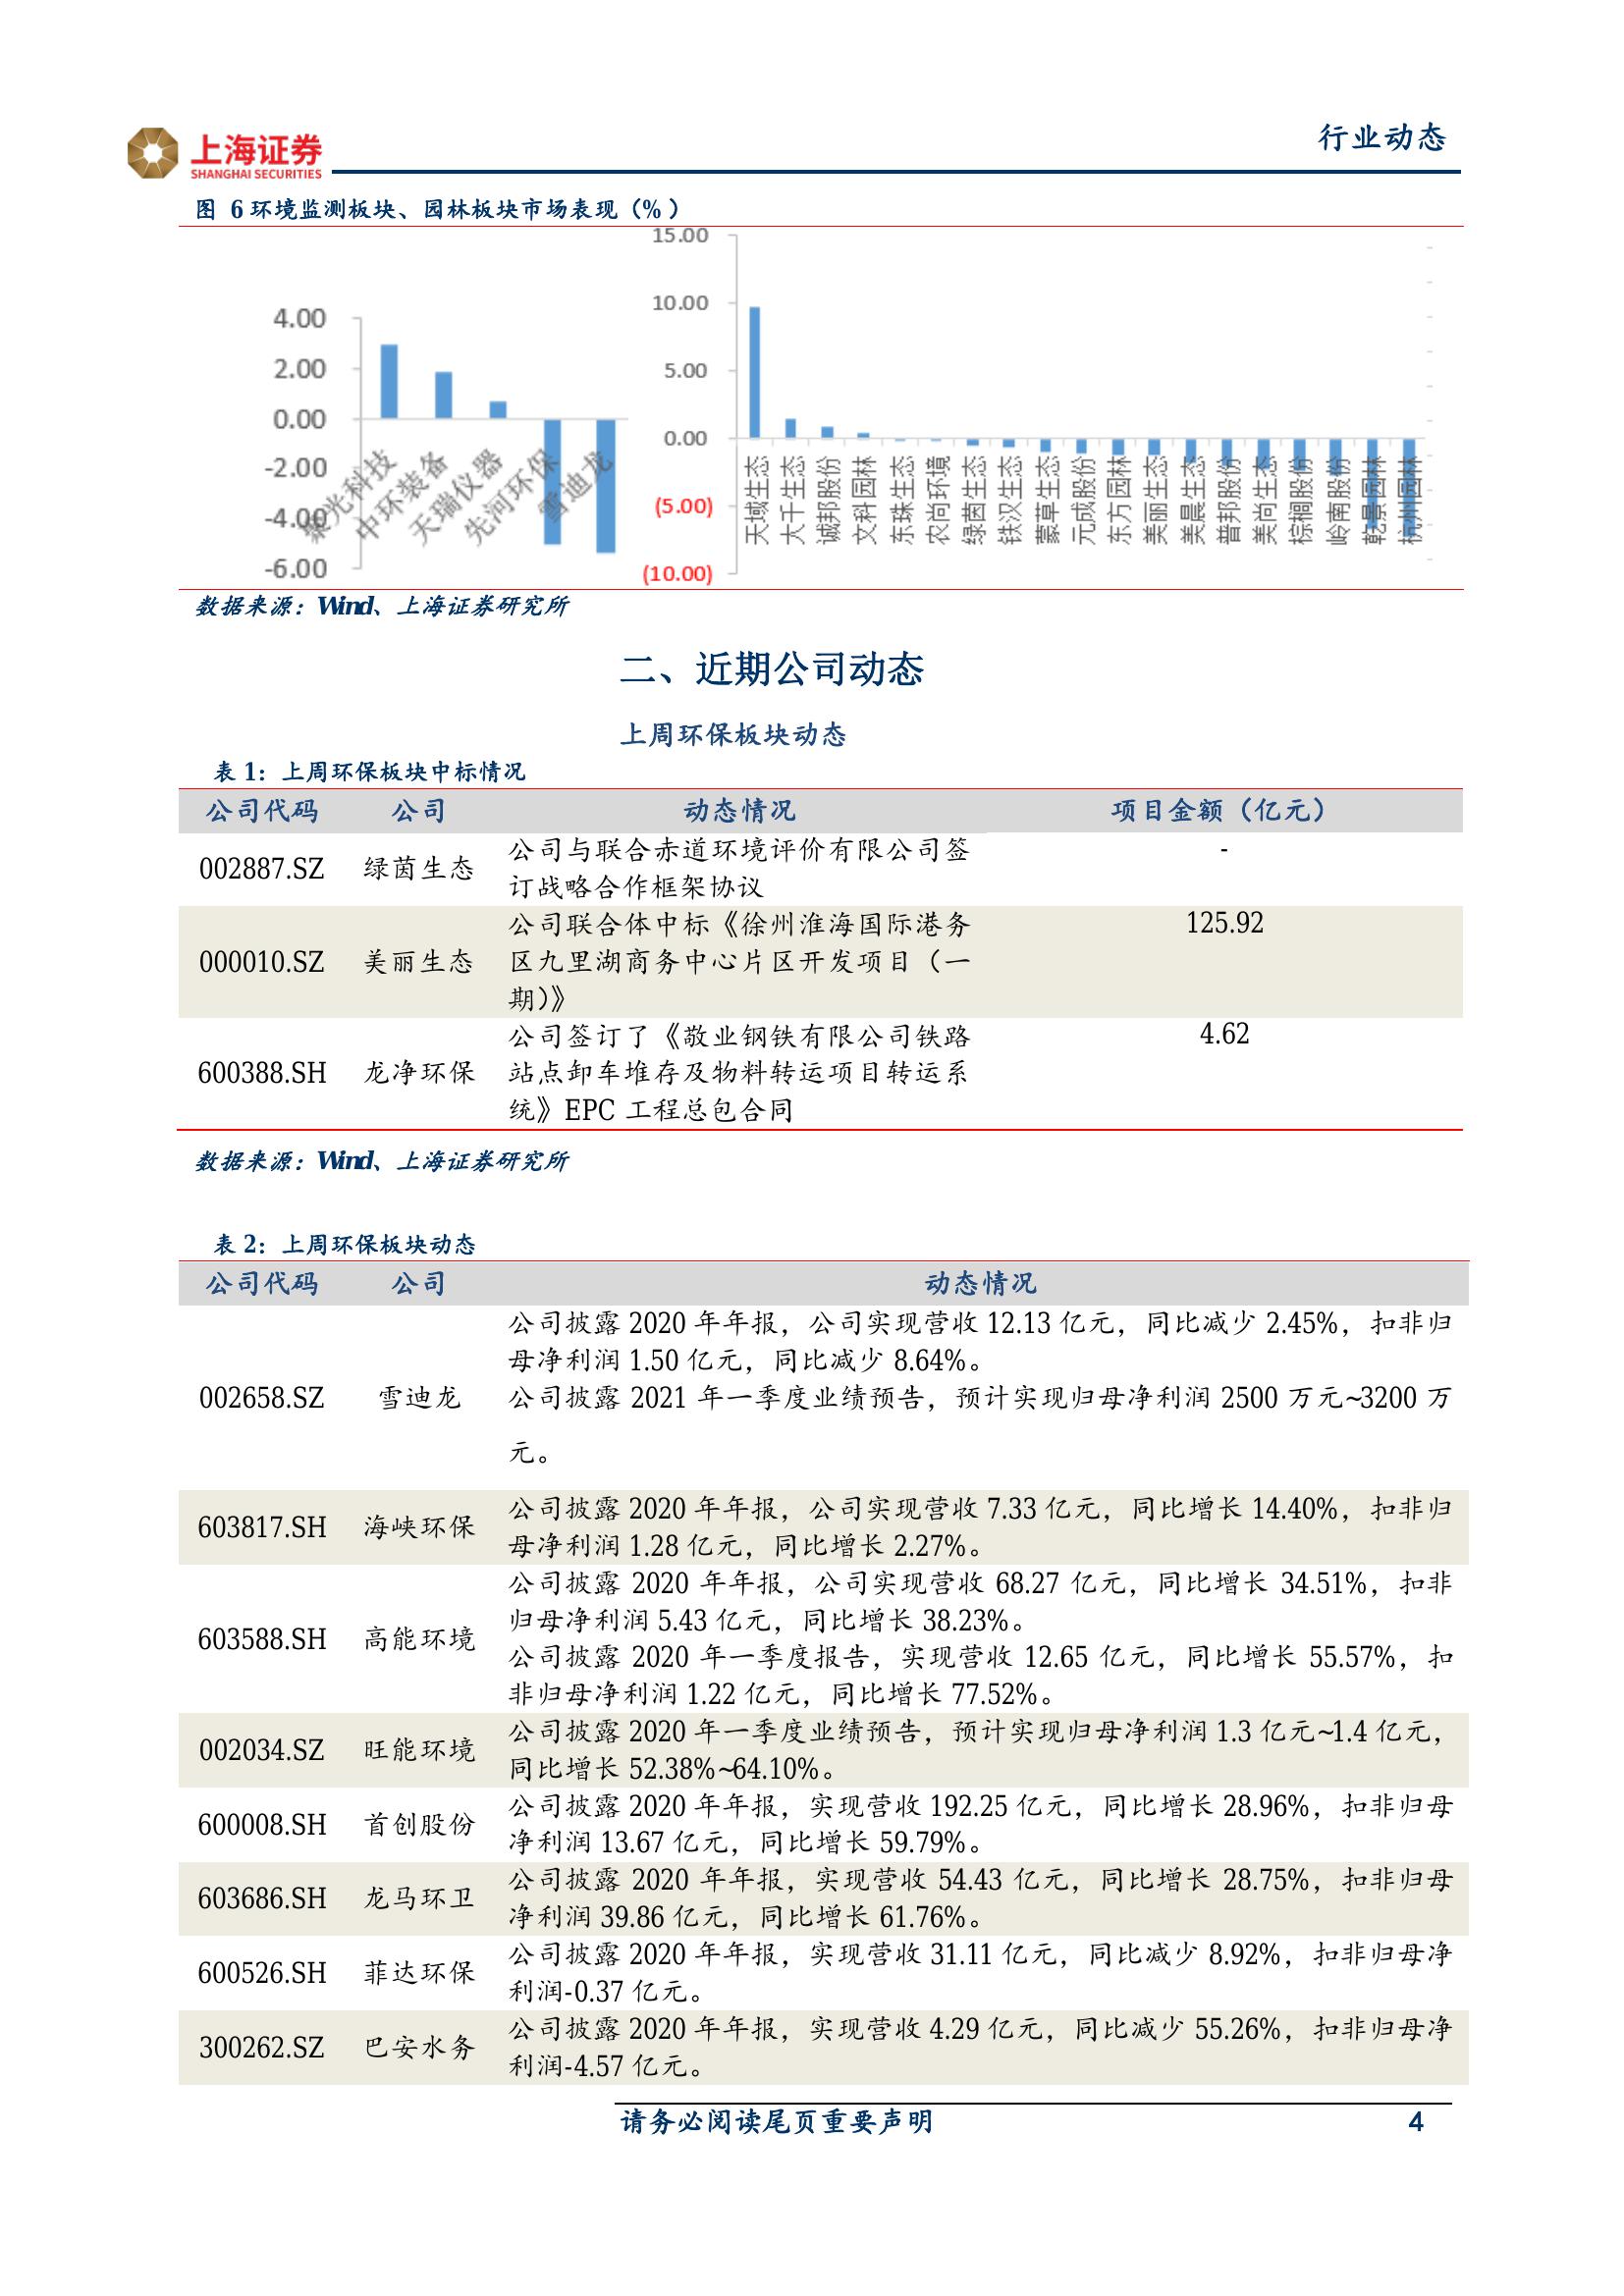 上海证券
SHANGHAI SECURITIES
行业动态
图 6 环境监测板块、园林板块市场表现（%）
4.00
2.00
0.00
-2.00
-4.00
-6.00
聚光科技
中环装备
天瑞仪器
先河环保
雪迪龙
15.00
10.00
5.00
0.00
(5.00)
(10.00)
天域生态
大千生态
诚邦股份
文科园林
东珠生态
农尚环境
绿茵生态
铁汉生态
蒙草生态
元成股份
东方园林
美丽生态
美晨生态
普邦股份
美尚生态
棕榈股份
岭南股份
乾景园林
杭州园林
数据来源：Wind、上海证券研究所
二、近期公司动态
上周环保板块动态
表 1：上周环保板块中标情况
公司代码 公司 动态情况 项目金额（亿元）
002887.SZ 绿茵生态 公司与联合赤道环境评价有限公司签 -
订战略合作框架协议
000010.SZ 美丽生态 公司联合体中标《徐州淮海国际港务 125.92
区九里湖商务中心片区开发项目（一
期）》
600388.SH 龙净环保 公司签订了《敬业钢铁有限公司铁路 4.62
站点卸车堆存及物料转运项目转运系
统》EPC 工程总包合同
数据来源：Wind、上海证券研究所
表 2：上周环保板块动态
公司代码 公司 动态情况
002658.SZ 雪迪龙 公司披露 2020 年年报，公司实现营收 12.13 亿元，同比减少 2.45%，扣非归
母净利润 1.50 亿元，同比减少 8.64%。
公司披露 2021 年一季度业绩预告，预计实现归母净利润 2500 万元~3200 万
元。
603817.SH 海峡环保 公司披露 2020 年年报，公司实现营收 7.33 亿元，同比增长 14.40%，扣非归
母净利润 1.28 亿元，同比增长 2.27%。
603588.SH 高能环境 公司披露 2020 年年报，公司实现营收 68.27 亿元，同比增长 34.51%，扣非
归母净利润 5.43 亿元，同比增长 38.23%。
公司披露 2020 年一季度报告，实现营收 12.65 亿元，同比增长 55.57%，扣
非归母净利润 1.22 亿元，同比增长 77.52%。
002034.SZ 旺能环境 公司披露 2020 年一季度业绩预告，预计实现归母净利润 1.3 亿元~1.4 亿元，
同比增长 52.38%~64.10%。
600008.SH 首创股份 公司披露 2020 年年报，实现营收 192.25 亿元，同比增长 28.96%，扣非归母
净利润 13.67 亿元，同比增长 59.79%。
603686.SH 龙马环卫 公司披露 2020 年年报，实现营收 54.43 亿元，同比增长 28.75%，扣非归母
净利润 39.86 亿元，同比增长 61.76%。
600526.SH 菲达环保 公司披露 2020 年年报，实现营收 31.11 亿元，同比减少 8.92%，扣非归母净
利润-0.37 亿元。
300262.SZ 巴安水务 公司披露 2020 年年报，实现营收 4.29 亿元，同比减少 55.26%，扣非归母净
利润-4.57 亿元。
请务必阅读尾页重要声明 4